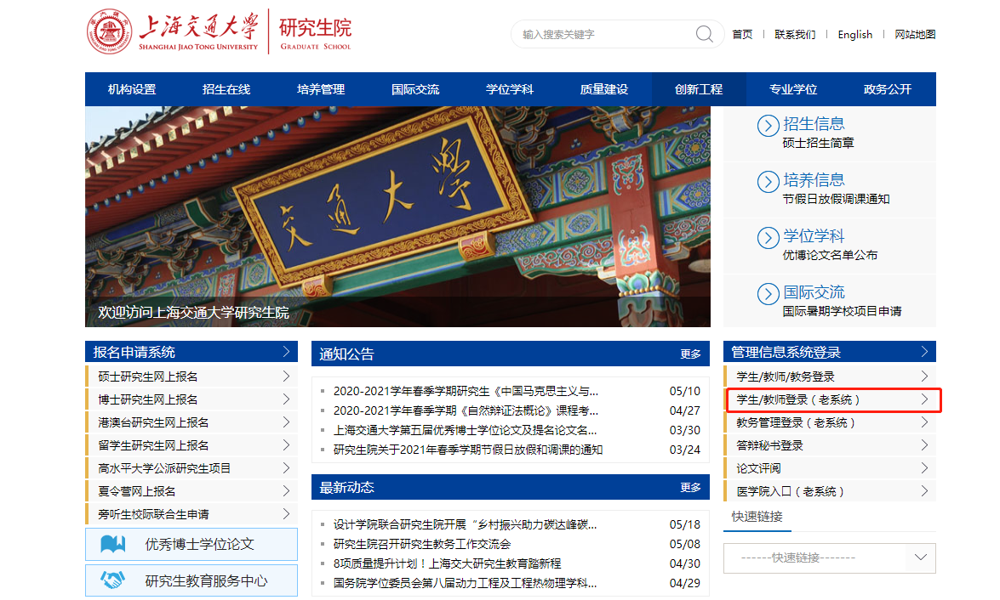 上海交通大学
SHANGHAI JIAO TONG UNIVERSITY
研究生院
GRADUATE SCHOOL
输入搜索关键字
首页 | 联系我们 | English | 网站地图
机构设置 招生在线 培养管理 国际交流 学位学科 质量建设 创新工程 专业学位 政务公开
交通大學
欢迎访问上海交通大学研究生院
招生信息
硕士招生简章
培养信息
节假日放假调课通知
学位学科
优博论文名单公布
国际交流
国际暑期学校项目申请
报名申请系统
硕士研究生网上报名
博士研究生网上报名
港澳台研究生网上报名
留学生研究生网上报名
高水平大学公派研究生项目
夏令营网上报名
旁听生校际联合生申请
优秀博士学位论文
研究生教育服务中心
通知公告 更多
2020-2021学年春季学期研究生《中国马克思主义与... 05/10
2020-2021学年春季学期《自然辩证法概论》课程考... 04/27
上海交通大学第五届优秀博士学位论文及提名论文名... 03/30
研究生院关于2021年春季学期节假日放假和调课的通知 03/24
最新动态 更多
设计学院联合研究生院开展“乡村振兴助力碳达峰碳... 05/18
研究生院召开研究生教务工作交流会 05/08
8项质量提升计划！上海交大研究生教育踏新程 04/30
国务院学位委员会第八届动力工程及工程热物理学科... 04/29
管理信息系统登录
学生/教师/教务登录
学生/教师登录（老系统）
教务管理登录（老系统）
答辩秘书登录
论文评阅
医学院入口（老系统）
快速链接
------快速链接-------